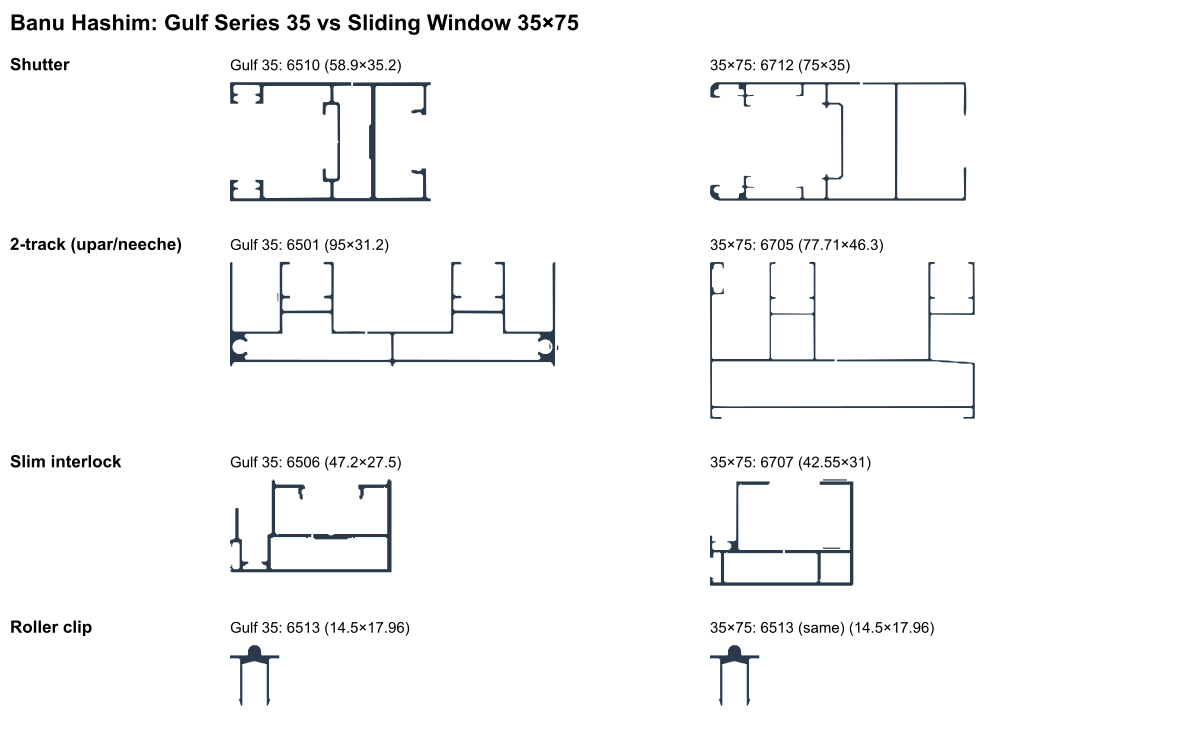 Banu Hashim: Gulf Series 35 vs Sliding Window 35×75
Shutter
Gulf 35: 6510 (58.9×35.2)
35×75: 6712 (75×35)
2-track (upar/neeche)
Gulf 35: 6501 (95×31.2)
35×75: 6705 (77.71×46.3)
Slim interlock
Gulf 35: 6506 (47.2×27.5)
35×75: 6707 (42.55×31)
Roller clip
Gulf 35: 6513 (14.5×17.96)
35×75: 6513 (same) (14.5×17.96)